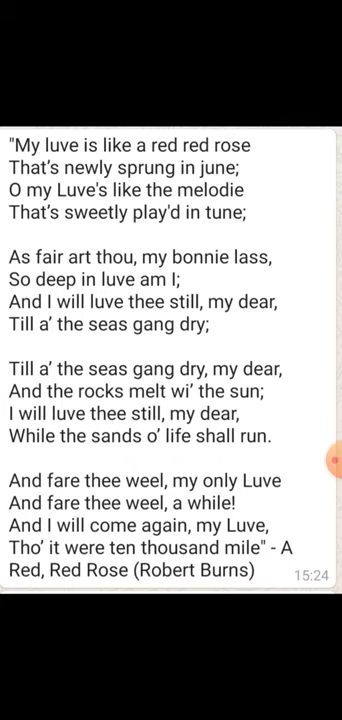 "My luve is like a red red rose
That's newly sprung in june;
O my Luve's like the melodie
That's sweetly play'd in tune;
As fair art thou, my bonnie lass,
So deep in luve am I;
And I will luve thee still, my dear,
Till a' the seas gang dry;
Till a' the seas gang dry, my dear,
And the rocks melt wi' the sun;
I will luve thee still, my dear,
While the sands o' life shall run.
And fare thee weel, my only Luve
And fare thee weel, a while!
And I will come again, my Luve,
Tho' it were ten thousand mile" - A
Red, Red Rose (Robert Burns)
15:24